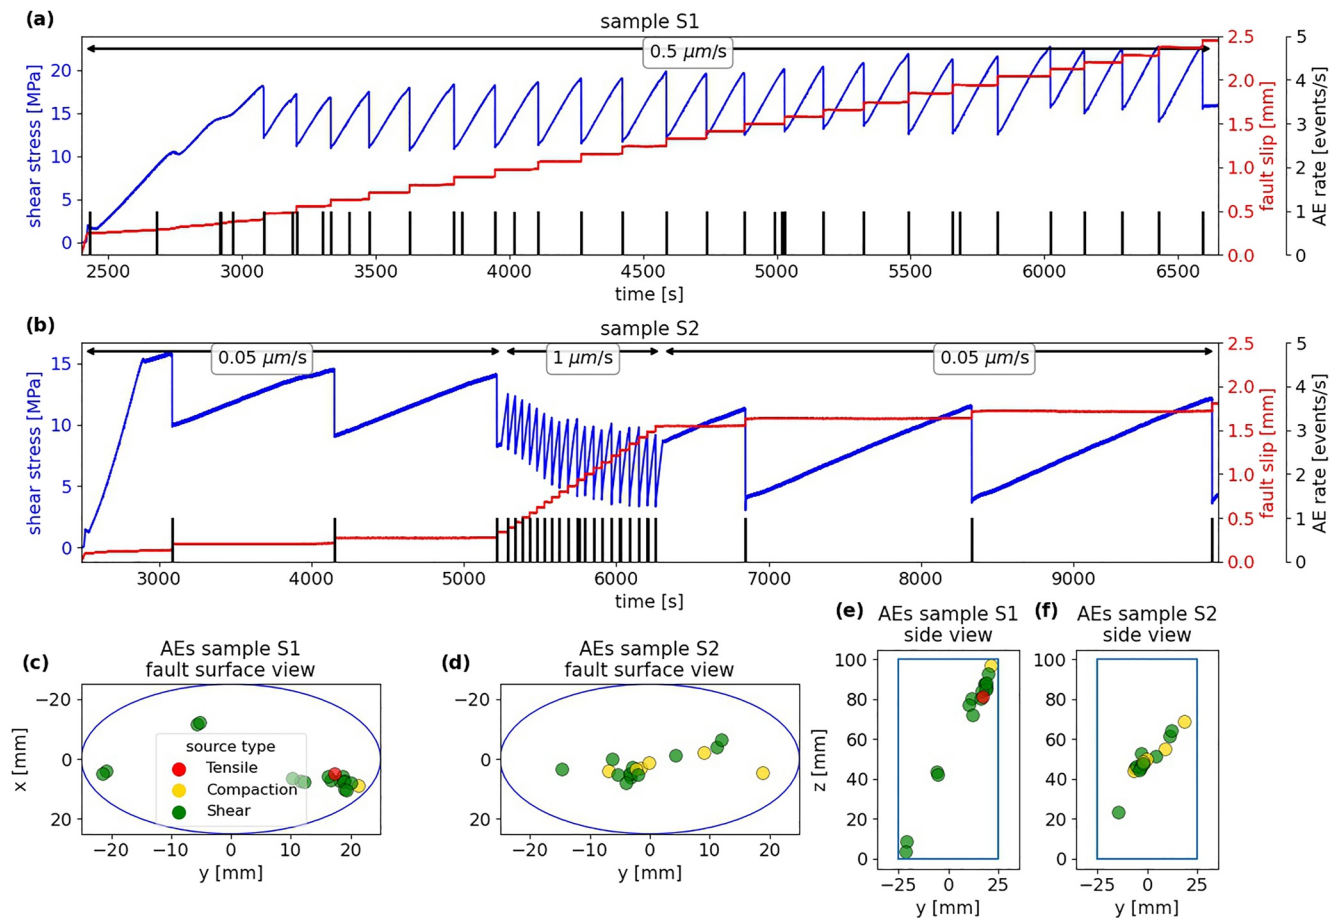 (a)
sample S1
0.5 μm/s
shear stress [MPa]
20
15
10
5
0
2.5
2.0
1.5
1.0
0.5
0.0
fault slip [mm]
5
4
3
2
1
0
AE rate [events/s]
2500 3000 3500 4000 4500 5000 5500 6000 6500
time [s]
(b)
sample S2
0.05 μm/s 1 μm/s 0.05 μm/s
shear stress [MPa]
15
10
5
0
2.5
2.0
1.5
1.0
0.5
0.0
fault slip [mm]
5
4
3
2
1
0
AE rate [events/s]
3000 4000 5000 6000 7000 8000 9000
time [s]
(c)
AEs sample S1
fault surface view
x [mm]
−20
0
20
source type
Tensile
Compaction
Shear
−20 −10 0 10 20
y [mm]
(d)
AEs sample S2
fault surface view
−20
0
20
−20 −10 0 10 20
y [mm]
(e)
AEs sample S1
side view
z [mm]
100
80
60
40
20
0
−25 0 25
y [mm]
(f)
AEs sample S2
side view
100
80
60
40
20
0
−25 0 25
y [mm]